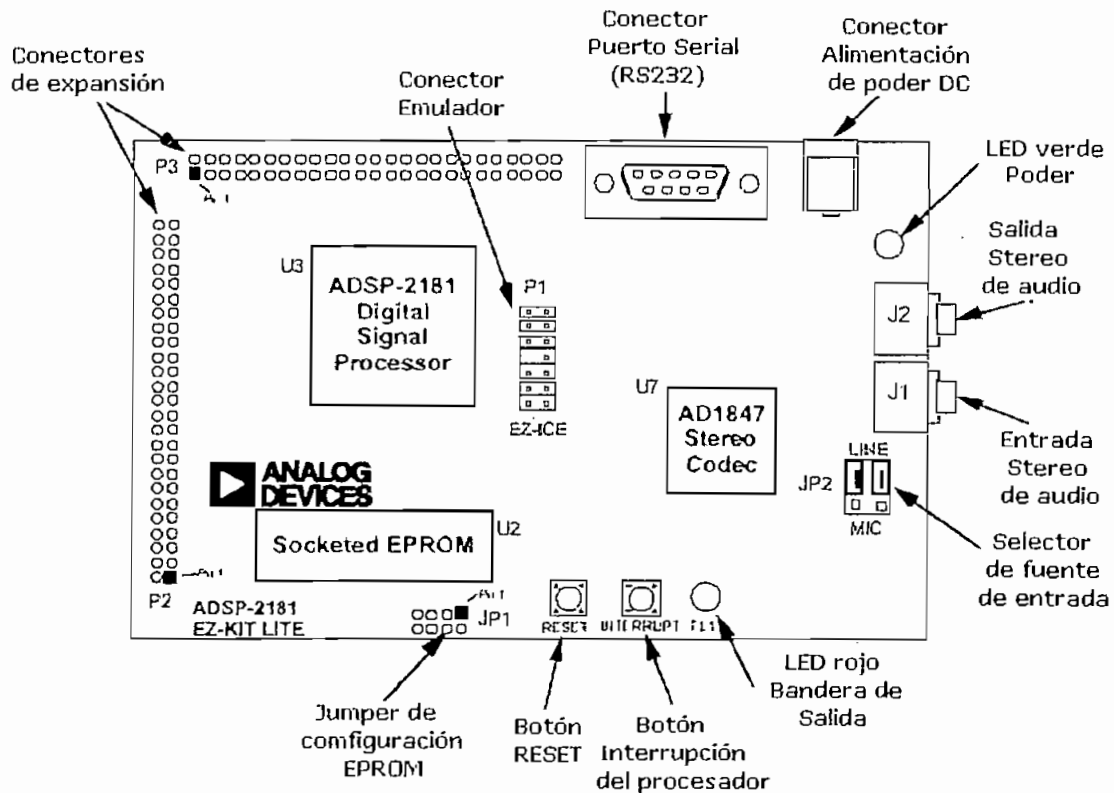 Conectores
de expansión
Conector
Emulador
Conector
Puerto Serial
(RS232)
Conector
Alimentación
de poder DC
LED verde
Poder
Salida
Stereo
de audio
P3
U3
ADSP-2181
Digital
Signal
Processor
P1
EZ-ICE
J2
J1
U7
AD1847
Stereo
Codec
LINE
JP2
MIC
Entrada
Stereo
de audio
Selector
de fuente
de entrada
ANALOG
DEVICES
Socketed EPROM
U2
P2
ADSP-2181
EZ-KIT LITE
JP1
RESET
INTERRUPT
LED rojo
Bandera de
Salida
Jumper de
comfiguración
EPROM
Botón
RESET
Botón
Interrupción
del procesador